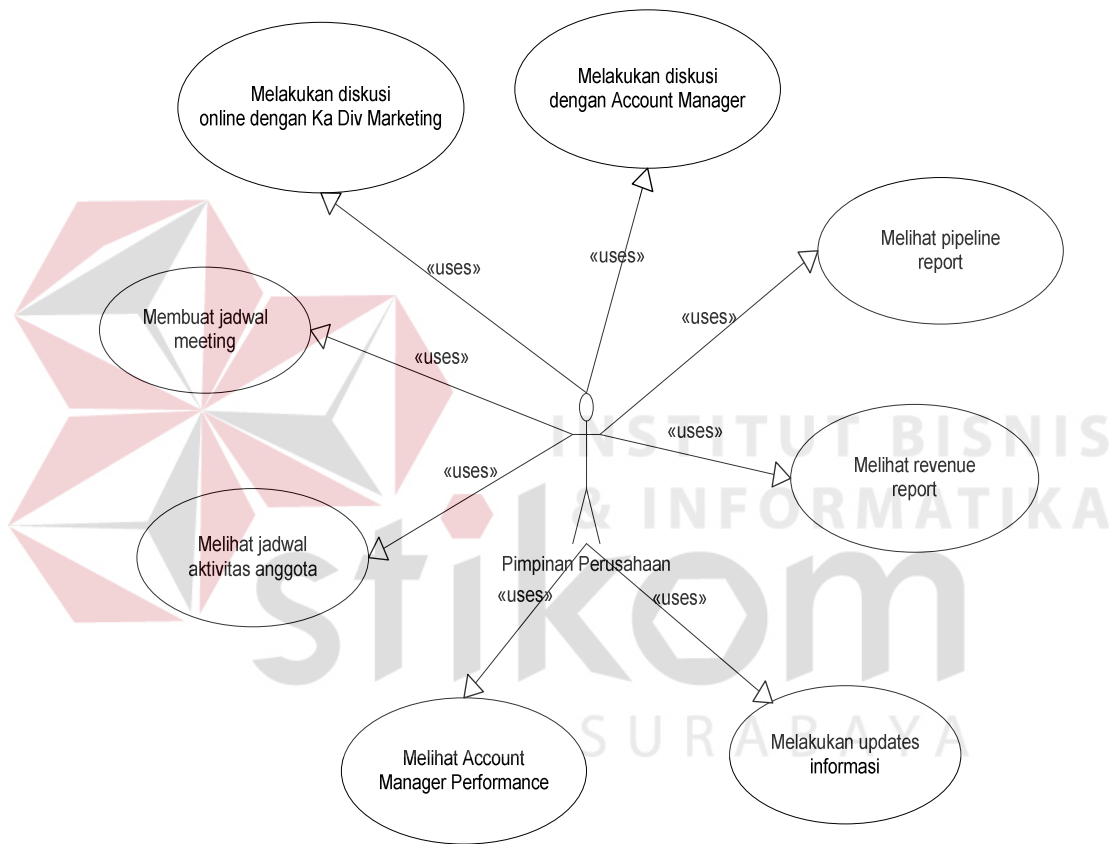 Melakukan diskusi
online dengan Ka Div Marketing
Melakukan diskusi
dengan Account Manager
Melihat pipeline
report
Membuat jadwal
meeting
Melihat revenue
report
Melihat jadwal
aktivitas anggota
Melihat Account
Manager Performance
Melakukan updates
informasi
Pimpinan Perusahaan
«uses»
«uses»
«uses»
«uses»
«uses»
«uses»
«uses»
«uses»
INSTITUT BISNIS
& INFORMATIKA
stikom
SURABAYA